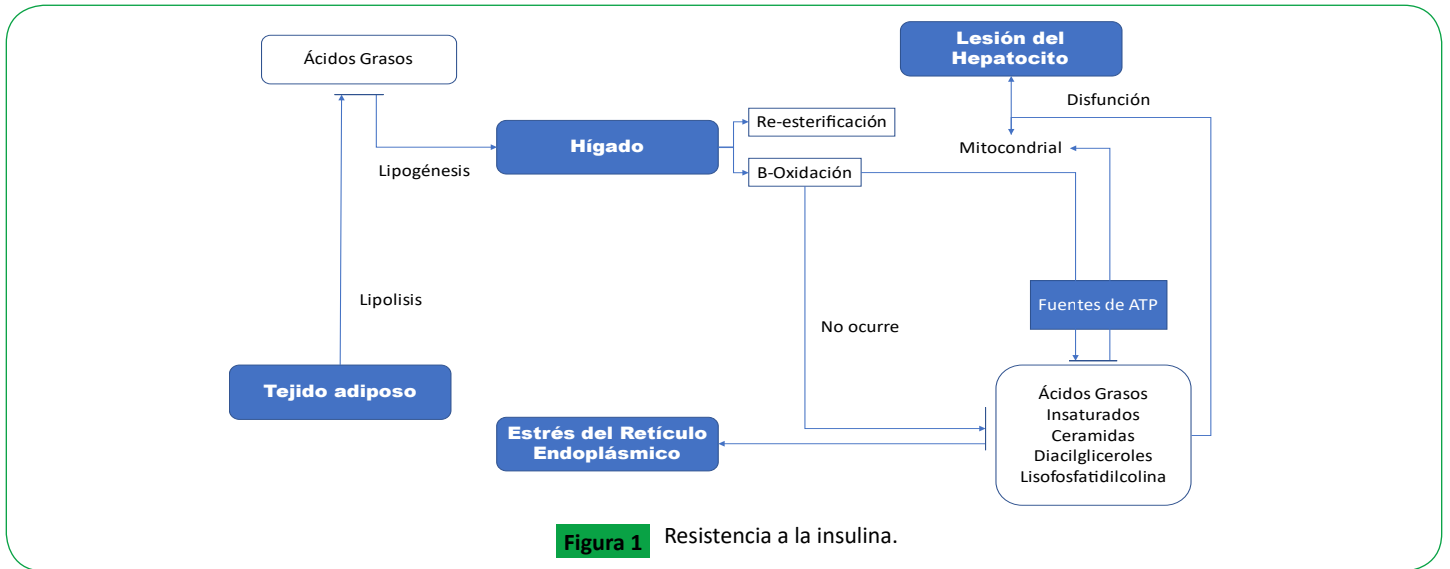 Ácidos Grasos
Lesión del
Hepatocito
Disfunción
Re-esterificación
Hígado
Mitocondrial
Lipogénesis
B-Oxidación
Lipolisis
Fuentes de ATP
No ocurre
Tejido adiposo
Ácidos Grasos
Insaturados
Ceramidas
Diacilgliceroles
Lisofosfatidilcolina
Estrés del Retículo
Endoplásmico
Figura 1 Resistencia a la insulina.